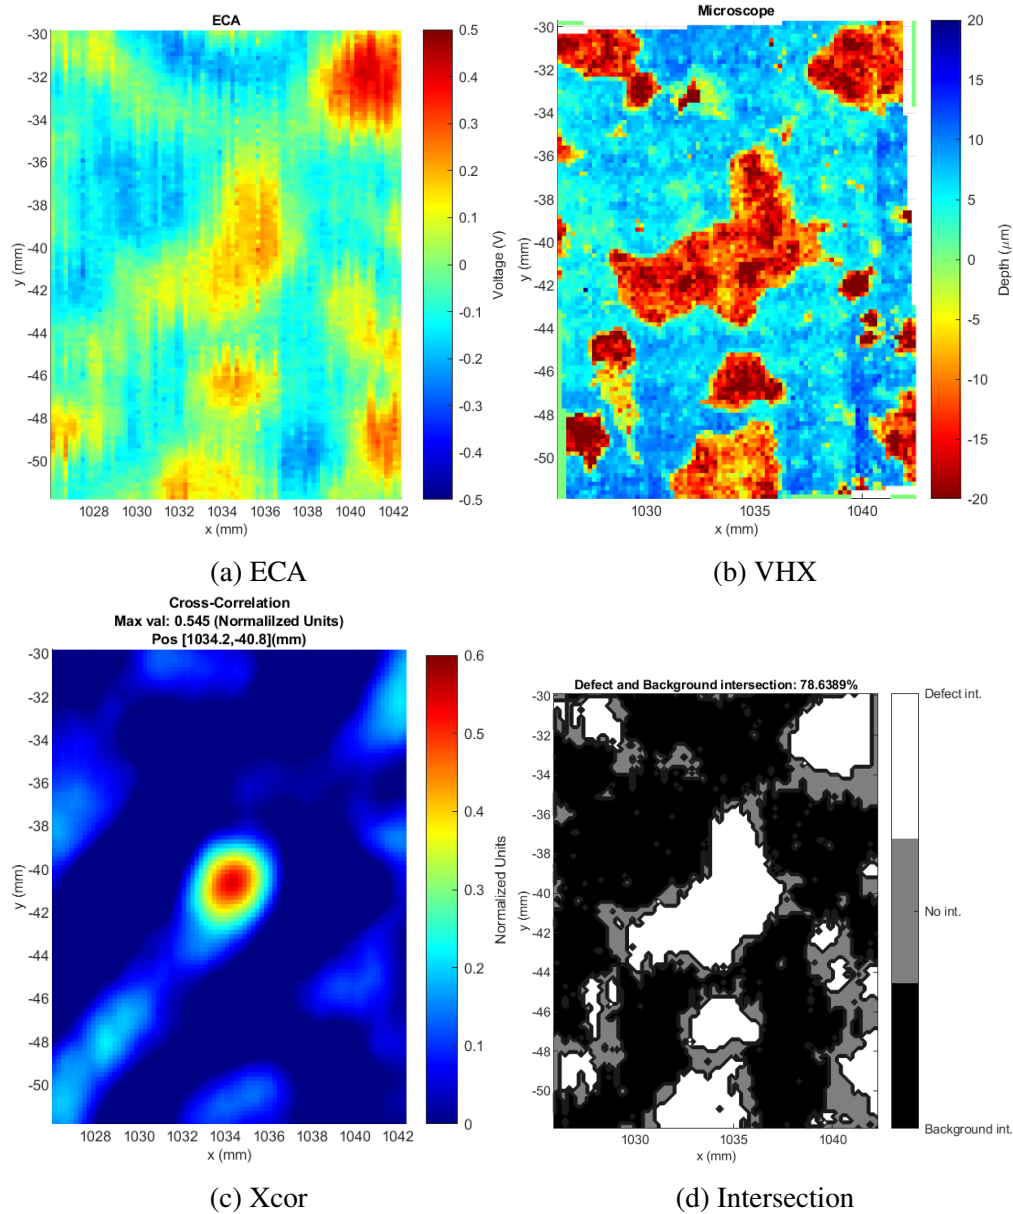 ECA
-30
-32
-34
-36
-38
-40
-42
-44
-46
-48
-50
y (mm)
1028 1030 1032 1034 1036 1038 1040 1042
x (mm)
0.5
0.4
0.3
0.2
0.1
0
-0.1
-0.2
-0.3
-0.4
-0.5
Voltage (V)
(a) ECA
Microscope
-30
-32
-34
-36
-38
-40
-42
-44
-46
-48
-50
y (mm)
1030 1035 1040
x (mm)
20
15
10
5
0
-5
-10
-15
-20
Depth (μm)
(b) VHX
Cross-Correlation
Max val: 0.545 (Normalilzed Units)
Pos [1034.2,-40.8](mm)
-30
-32
-34
-36
-38
-40
-42
-44
-46
-48
-50
y (mm)
1028 1030 1032 1034 1036 1038 1040 1042
x (mm)
0.6
0.5
0.4
0.3
0.2
0.1
0
Normalized Units
(c) Xcor
Defect and Background intersection: 78.6389%
-30
-32
-34
-36
-38
-40
-42
-44
-46
-48
-50
y (mm)
1030 1035 1040
x (mm)
Defect int.
No int.
Background int.
(d) Intersection